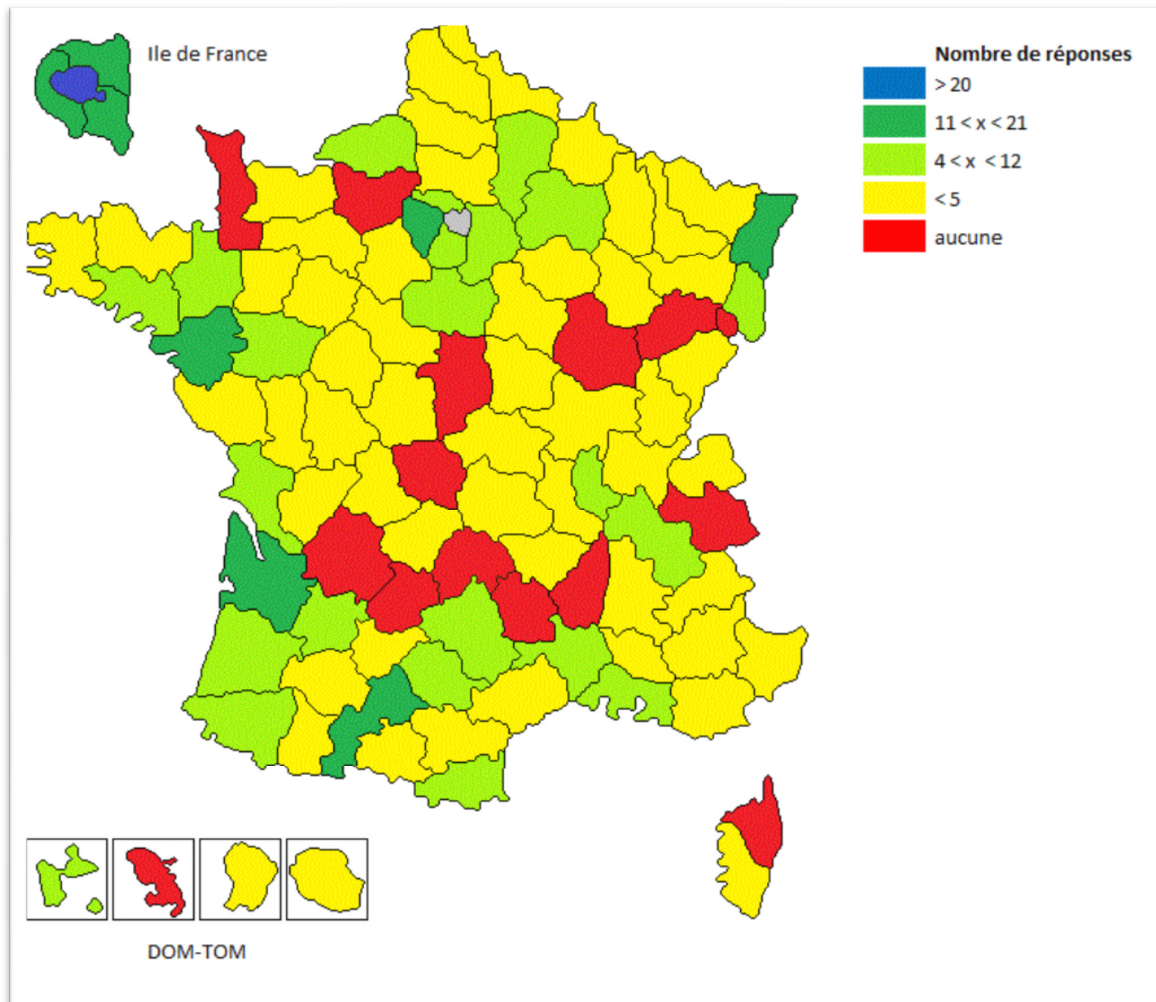 Ile de France
Nombre de réponses
> 20
11 < x < 21
4 < x < 12
< 5
aucune
DOM-TOM